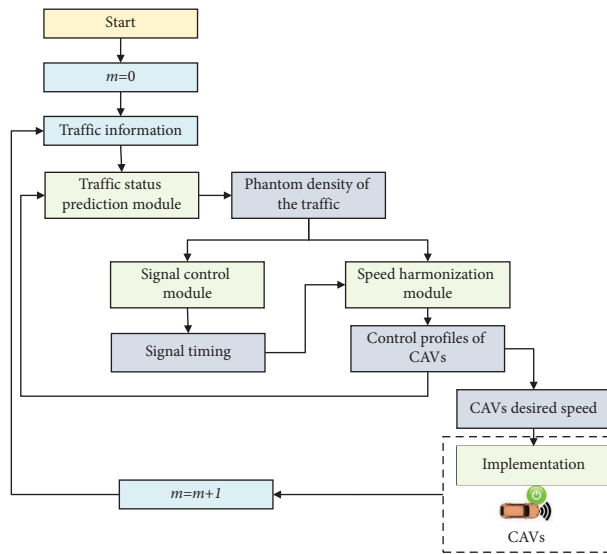 Start
m=0
Traffic information
Traffic status
prediction module
Phantom density of
the traffic
Signal control
module
Speed harmonization
module
Signal timing
Control profiles of
CAVs
CAVs desired speed
Implementation
m=m+1
CAVs